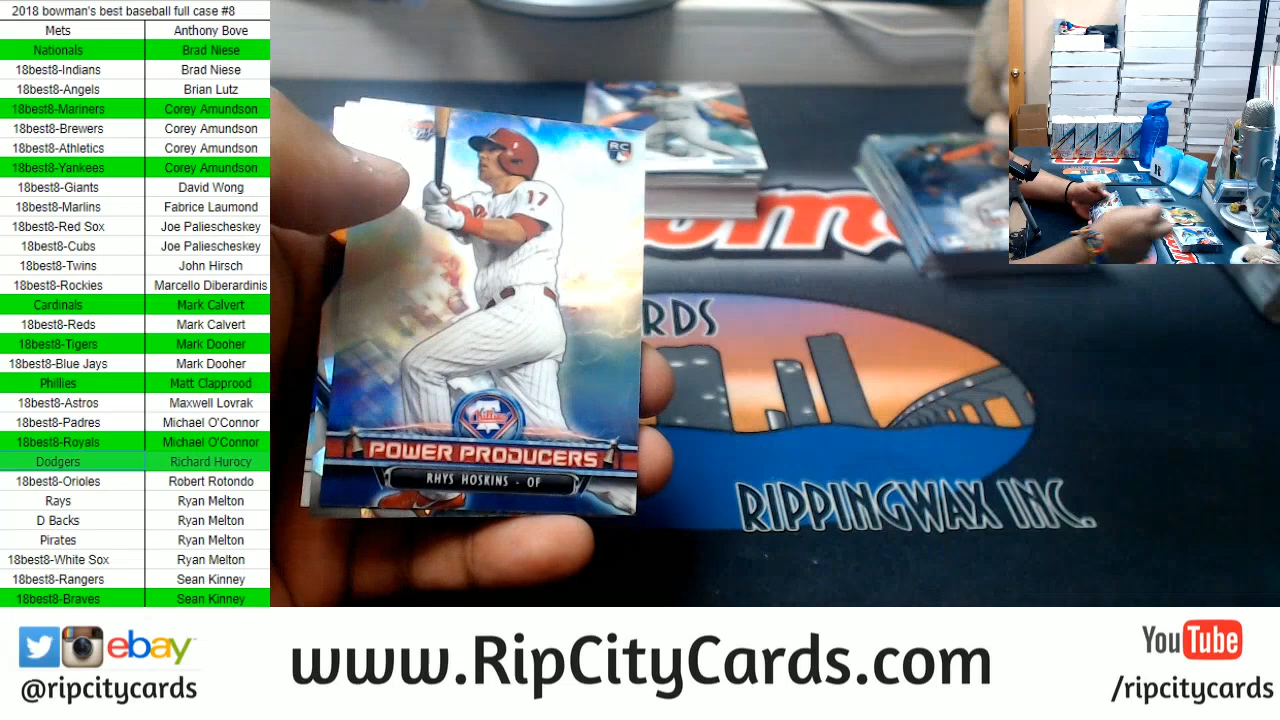 2018 bowman's best baseball full case #8
Mets Anthony Bove
Nationals Brad Niese
18best8-Indians Brad Niese
18best8-Angels Brian Lutz
18best8-Mariners Corey Amundson
18best8-Brewers Corey Amundson
18best8-Athletics Corey Amundson
18best8-Yankees Corey Amundson
18best8-Giants David Wong
18best8-Marlins Fabrice Laumond
18best8-Red Sox Joe Paliescheskey
18best8-Cubs Joe Paliescheskey
18best8-Twins John Hirsch
18best8-Rockies Marcello Diberardinis
Cardinals Mark Calvert
18best8-Reds Mark Calvert
18best8-Tigers Mark Dooher
18best8-Blue Jays Mark Dooher
Phillies Matt Clapprood
18best8-Astros Maxwell Lovrak
18best8-Padres Michael O'Connor
18best8-Royals Michael O'Connor
Dodgers Richard Hurocy
18best8-Orioles Robert Rotondo
Rays Ryan Melton
D Backs Ryan Melton
Pirates Ryan Melton
18best8-White Sox Ryan Melton
18best8-Rangers Sean Kinney
18best8-Braves Sean Kinney
RC
17
Phillies
POWER PRODUCERS
RHYS HOSKINS - OF
RDS
RIPPINGWAX INC.
ebay
@ripcitycards
www.RipCityCards.com
YouTube
/ripcitycards